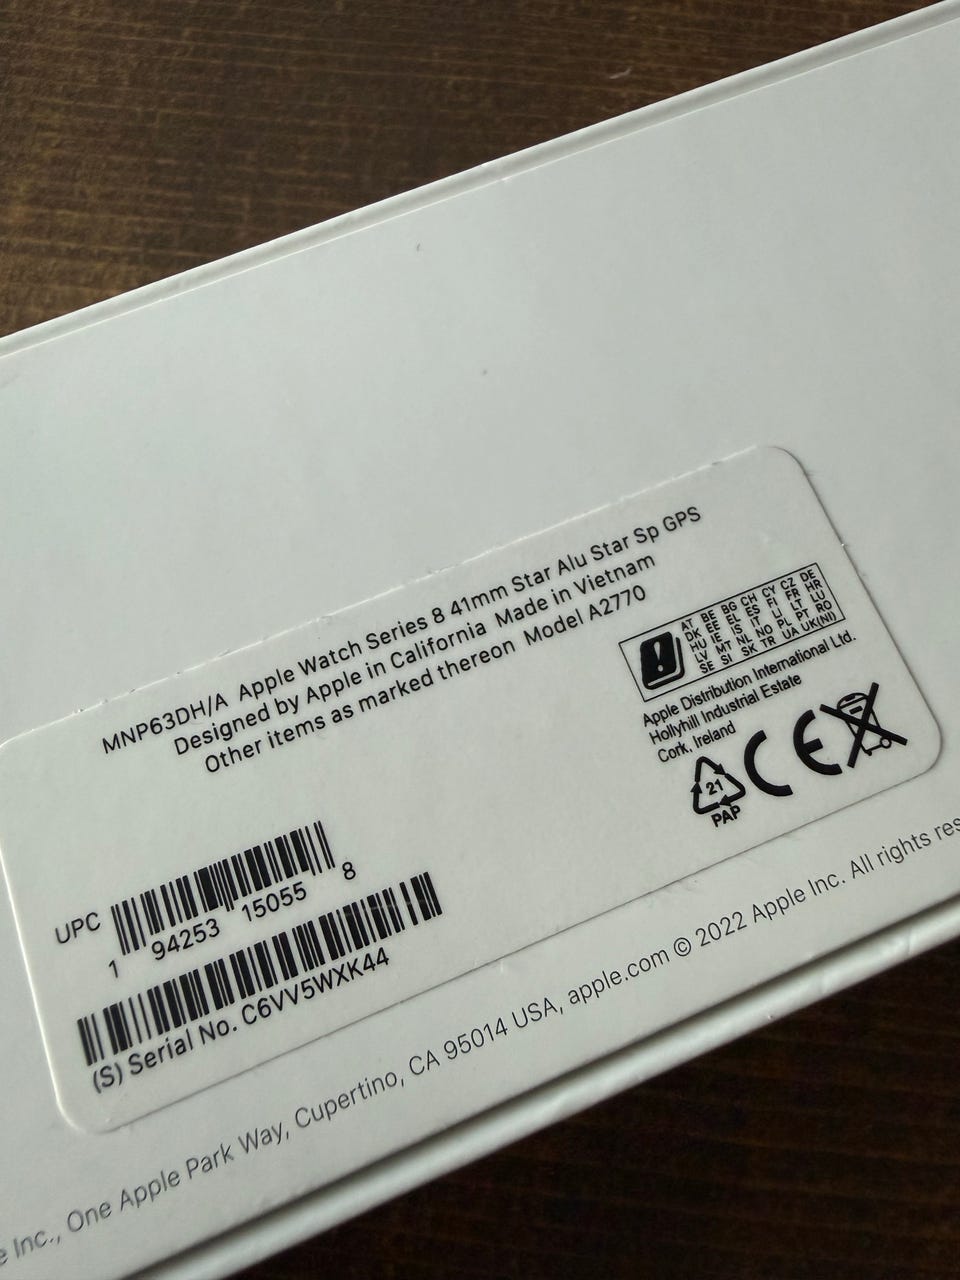 MNP63DH/A Apple Watch Series 8 41mm Star Alu Star Sp GPS
Designed by Apple in California Made in Vietnam
Other items as marked thereon Model A2770
AT BE BG CH CY CZ DE
DK EE EL ES FI FR HR
HU IE IS IT LI LT LU
LV MT NL NO PL PT RO
SE SI SK TR UA UK(NI)
Apple Distribution International Ltd.
Hollyhill Industrial Estate
Cork, Ireland
21
PAP
CE
UPC
1 94253 15055 8
(S) Serial No. C6VV5WXK44
e Inc., One Apple Park Way, Cupertino, CA 95014 USA, apple.com © 2022 Apple Inc. All rights res